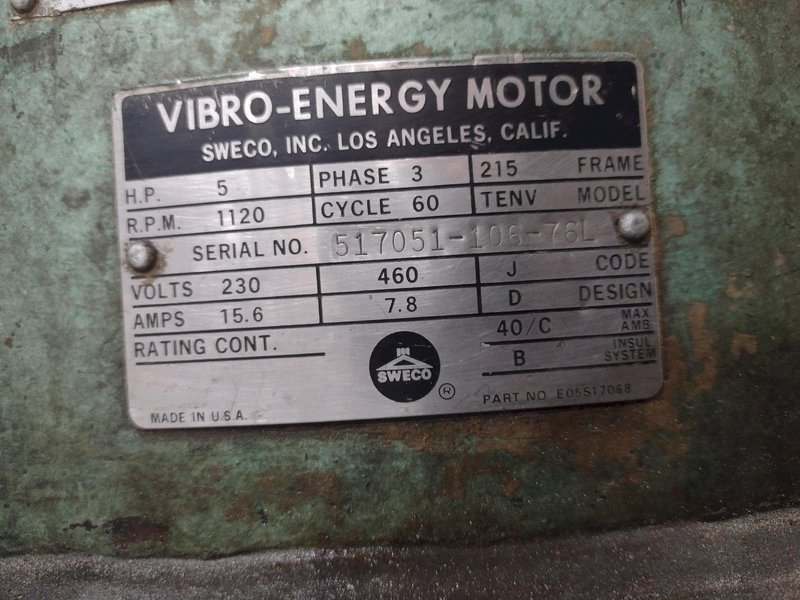 VIBRO-ENERGY MOTOR
SWECO, INC. LOS ANGELES, CALIF.
H.P. 5 PHASE 3 215 FRAME
R.P.M. 1120 CYCLE 60 TENV MODEL
SERIAL NO. 517051-106-76L
VOLTS 230 460 J CODE
AMPS 15.6 7.8 D DESIGN
RATING CONT. 40/C MAX. AMB
B INSUL SYSTEM
SWECO ®
PART NO E05S17068
MADE IN U.S.A.